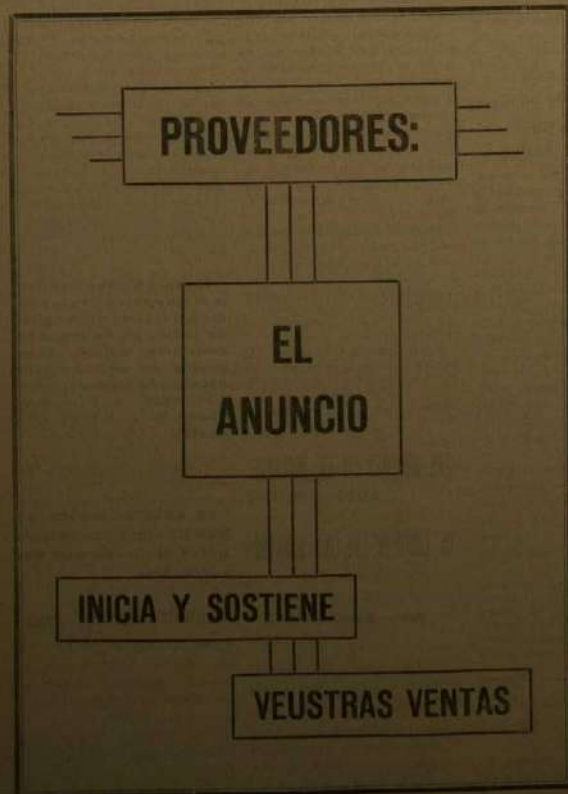 PROVEEDORES:
EL
ANUNCIO
INICIA Y SOSTIENE
VEUSTRAS VENTAS